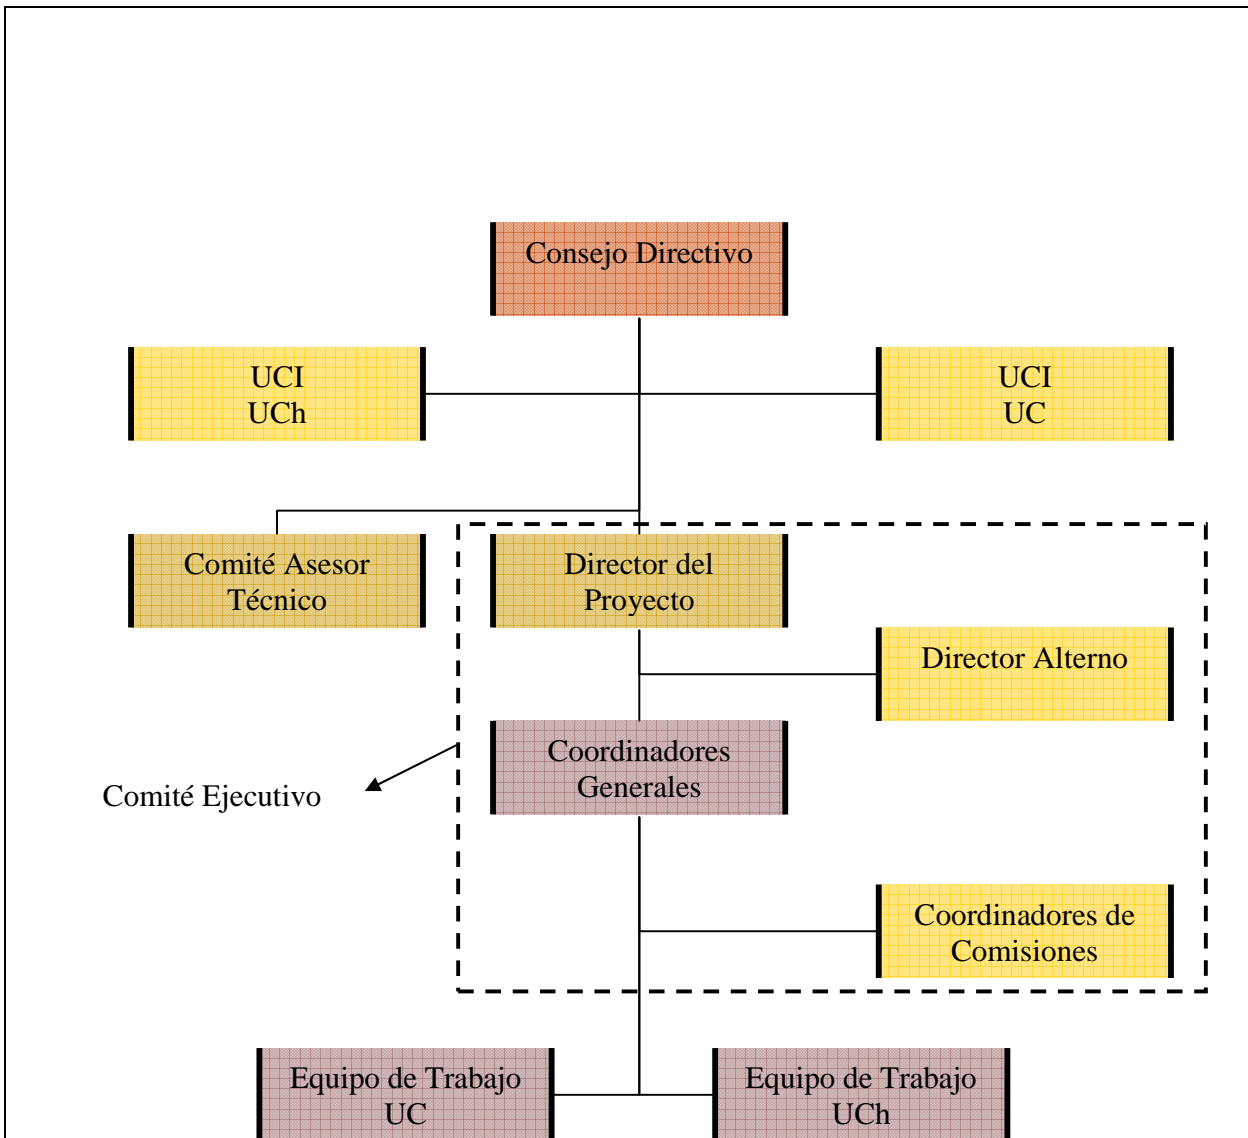 Consejo Directivo
UCI
UCh
UCI
UC
Comité Asesor
Técnico
Director del
Proyecto
Director Alterno
Coordinadores
Generales
Comité Ejecutivo
Coordinadores de
Comisiones
Equipo de Trabajo
UC
Equipo de Trabajo
UCh